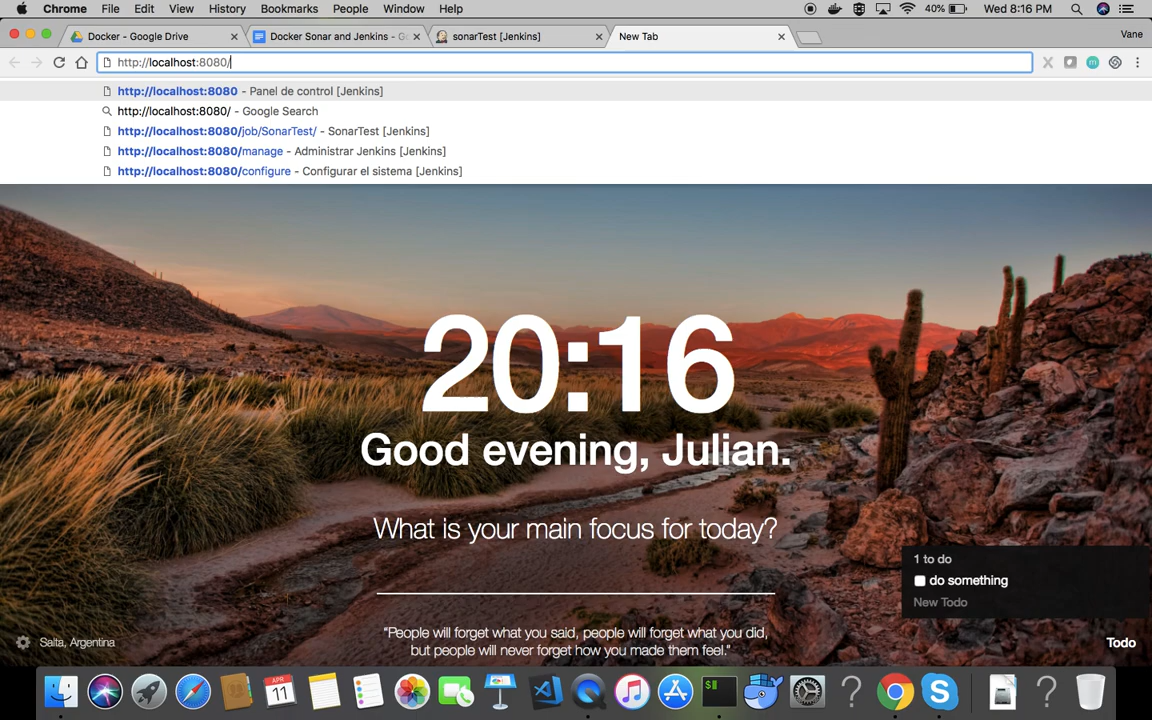 Chrome File Edit View History Bookmarks People Window Help 40% Wed 8:16 PM
Docker - Google Drive Docker Sonar and Jenkins - G sonarTest [Jenkins] New Tab Vane
http://localhost:8080/
http://localhost:8080 - Panel de control [Jenkins]
http://localhost:8080/ - Google Search
http://localhost:8080/job/SonarTest/ - SonarTest [Jenkins]
http://localhost:8080/manage - Administrar Jenkins [Jenkins]
http://localhost:8080/configure - Configurar el sistema [Jenkins]
20:16
Good evening, Julian.
What is your main focus for today?
1 to do
do something
New Todo
Salta, Argentina
“People will forget what you said, people will forget what you did,
but people will never forget how you made them feel.”
Todo
APR
11
$